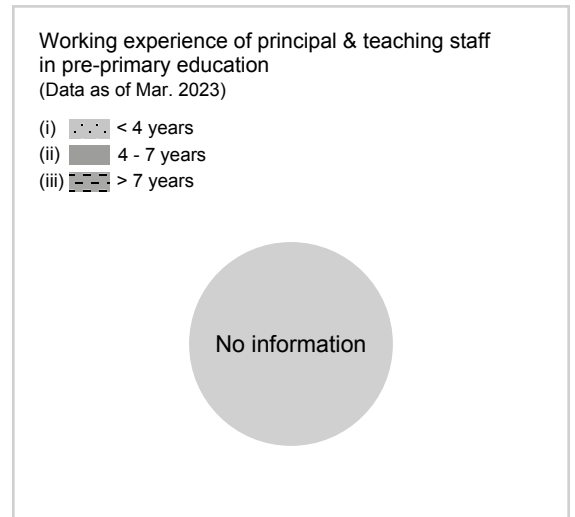 Working experience of principal & teaching staff
in pre-primary education
(Data as of Mar. 2023)
(i) < 4 years
(ii) 4 - 7 years
(iii) > 7 years
No information